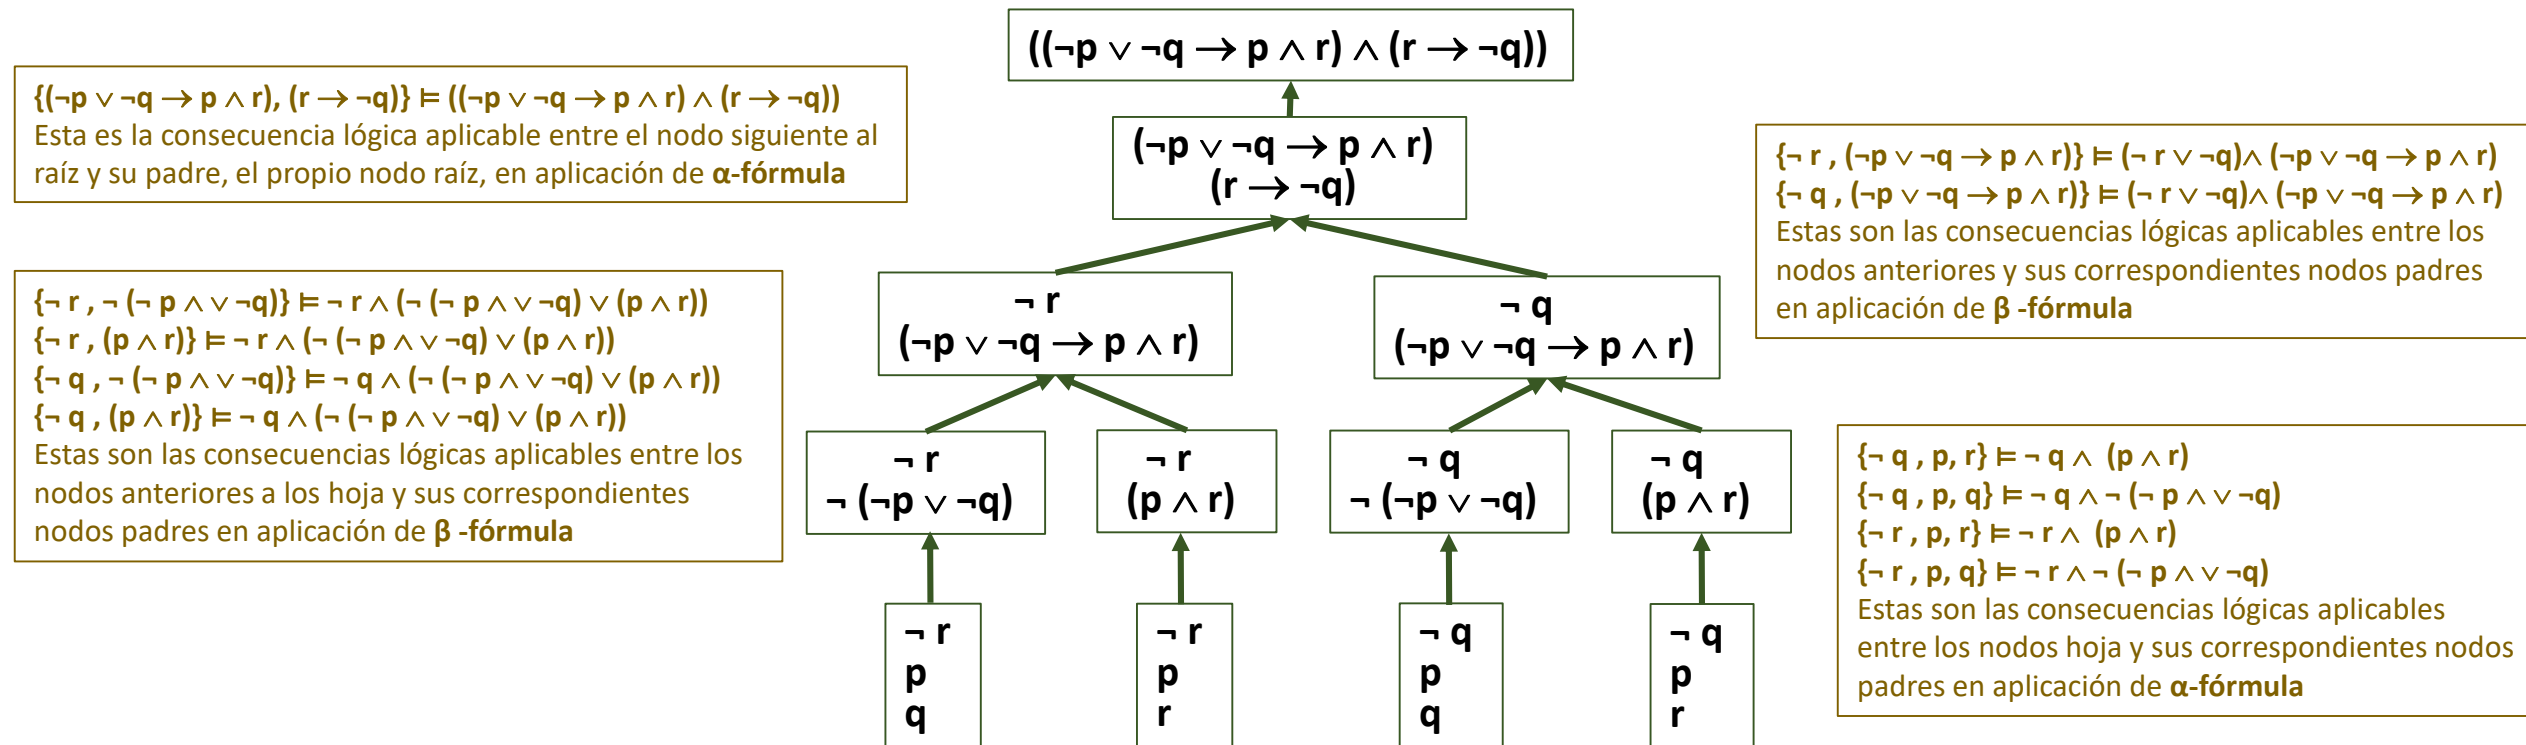 ((¬p ∨ ¬q → p ∧ r) ∧ (r → ¬q))
{(¬p ∨ ¬q → p ∧ r), (r → ¬q)} ⊨ ((¬p ∨ ¬q → p ∧ r) ∧ (r → ¬q))
Esta es la consecuencia lógica aplicable entre el nodo siguiente al
raíz y su padre, el propio nodo raíz, en aplicación de α-fórmula
(¬p ∨ ¬q → p ∧ r)
(r → ¬q)
{¬ r , (¬p ∨ ¬q → p ∧ r)} ⊨ (¬ r ∨ ¬q)∧ (¬p ∨ ¬q → p ∧ r)
{¬ q , (¬p ∨ ¬q → p ∧ r)} ⊨ (¬ r ∨ ¬q)∧ (¬p ∨ ¬q → p ∧ r)
Estas son las consecuencias lógicas aplicables entre los
nodos anteriores y sus correspondientes nodos padres
en aplicación de β -fórmula
{¬ r , ¬ (¬ p ∧ ∨ ¬q)} ⊨ ¬ r ∧ (¬ (¬ p ∧ ∨ ¬q) ∨ (p ∧ r))
{¬ r , (p ∧ r)} ⊨ ¬ r ∧ (¬ (¬ p ∧ ∨ ¬q) ∨ (p ∧ r))
{¬ q , ¬ (¬ p ∧ ∨ ¬q)} ⊨ ¬ q ∧ (¬ (¬ p ∧ ∨ ¬q) ∨ (p ∧ r))
{¬ q , (p ∧ r)} ⊨ ¬ q ∧ (¬ (¬ p ∧ ∨ ¬q) ∨ (p ∧ r))
Estas son las consecuencias lógicas aplicables entre los
nodos anteriores a los hoja y sus correspondientes
nodos padres en aplicación de β -fórmula
¬ r
(¬p ∨ ¬q → p ∧ r)
¬ q
(¬p ∨ ¬q → p ∧ r)
¬ r
¬ (¬p ∨ ¬q)
¬ r
(p ∧ r)
¬ q
¬ (¬p ∨ ¬q)
¬ q
(p ∧ r)
{¬ q , p, r} ⊨ ¬ q ∧ (p ∧ r)
{¬ q , p, q} ⊨ ¬ q ∧ ¬ (¬ p ∧ ∨ ¬q)
{¬ r , p, r} ⊨ ¬ r ∧ (p ∧ r)
{¬ r , p, q} ⊨ ¬ r ∧ ¬ (¬ p ∧ ∨ ¬q)
Estas son las consecuencias lógicas aplicables
entre los nodos hoja y sus correspondientes nodos
padres en aplicación de α-fórmula
¬ r
p
q
¬ r
p
r
¬ q
p
q
¬ q
p
r